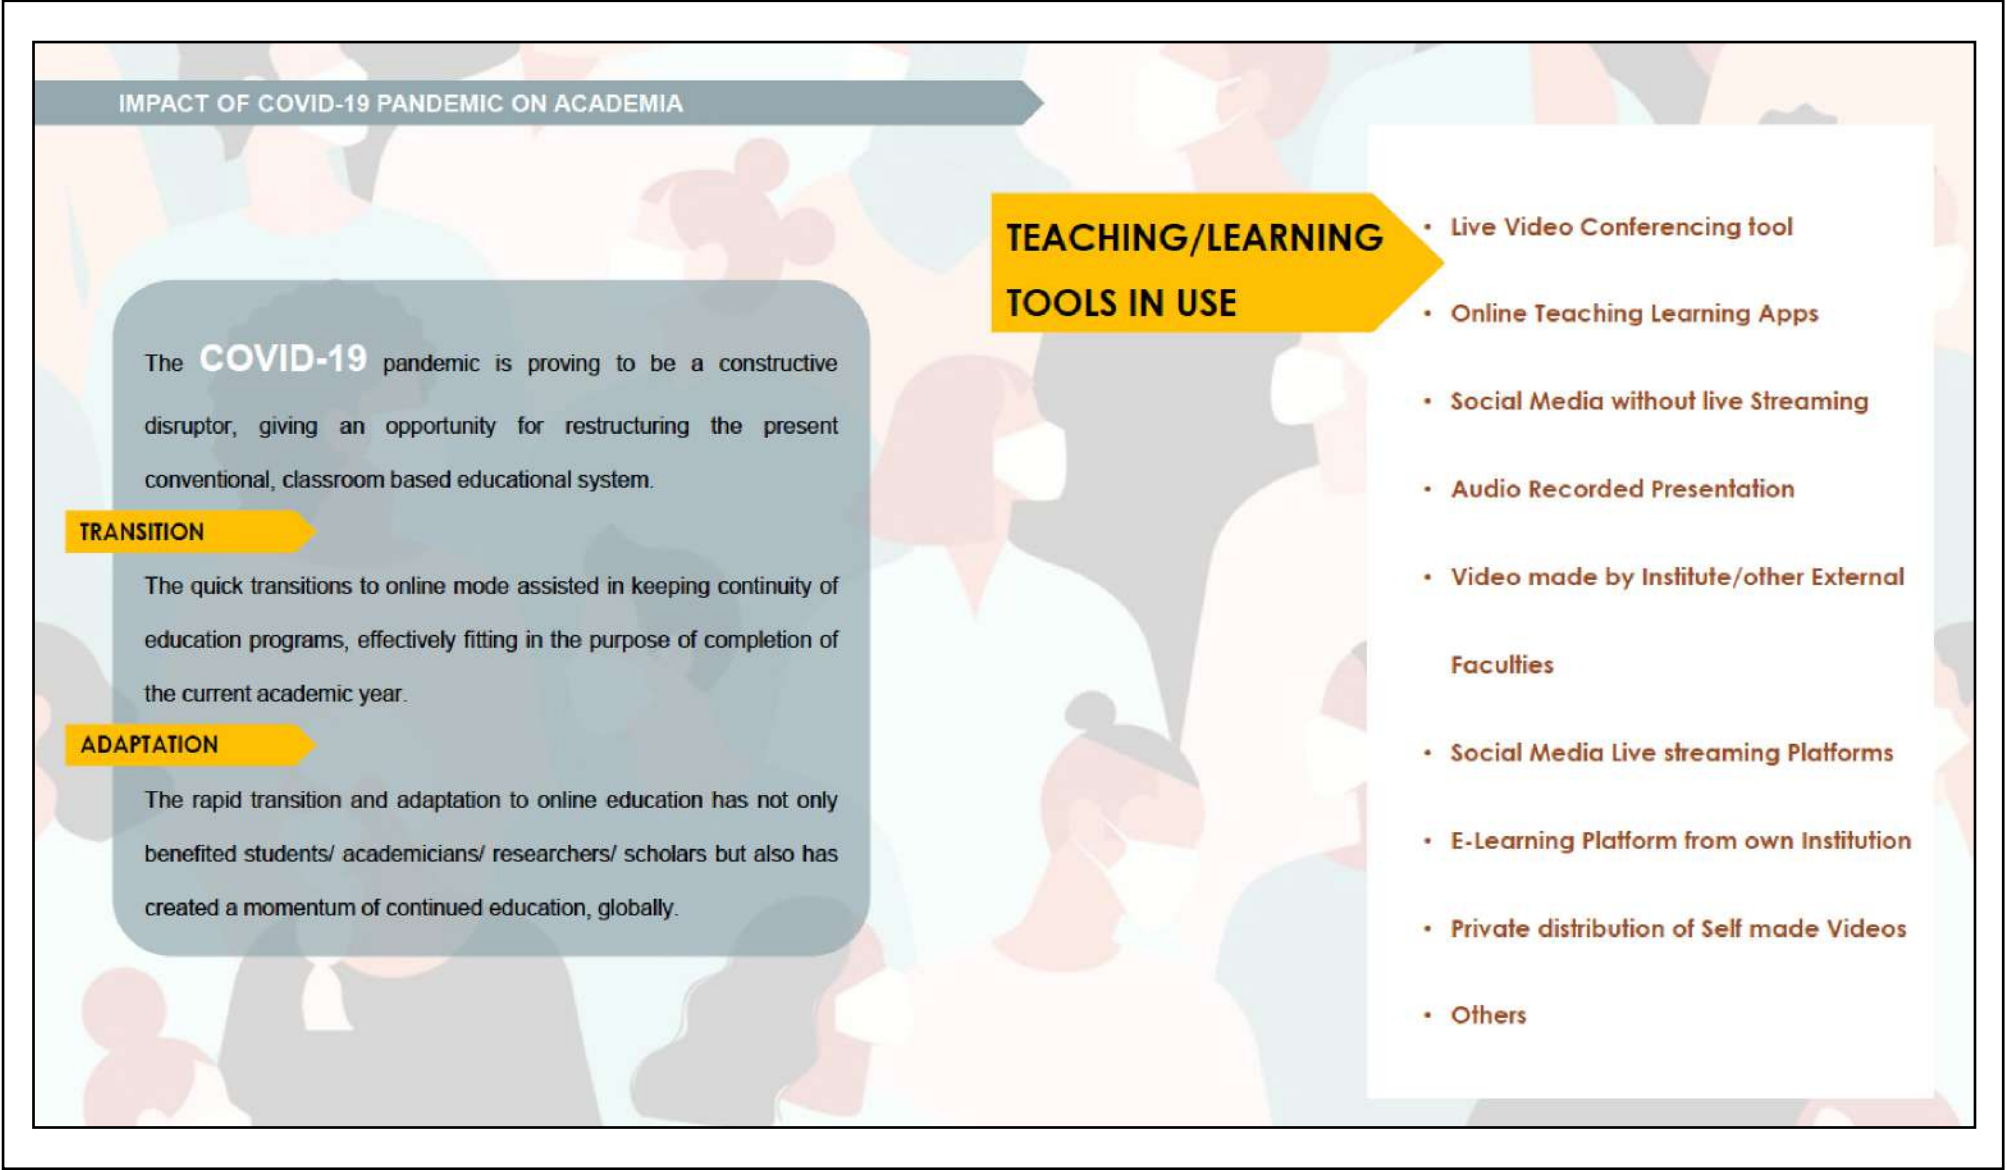 IMPACT OF COVID-19 PANDEMIC ON ACADEMIA
The COVID-19 pandemic is proving to be a constructive
disruptor, giving an opportunity for restructuring the present
conventional, classroom based educational system.
TRANSITION
The quick transitions to online mode assisted in keeping continuity of
education programs, effectively fitting in the purpose of completion of
the current academic year.
ADAPTATION
The rapid transition and adaptation to online education has not only
benefited students/ academicians/ researchers/ scholars but also has
created a momentum of continued education, globally.
TEACHING/LEARNING
TOOLS IN USE
• Live Video Conferencing tool
• Online Teaching Learning Apps
• Social Media without live Streaming
• Audio Recorded Presentation
• Video made by Institute/other External
Faculties
• Social Media Live streaming Platforms
• E-Learning Platform from own Institution
• Private distribution of Self made Videos
• Others